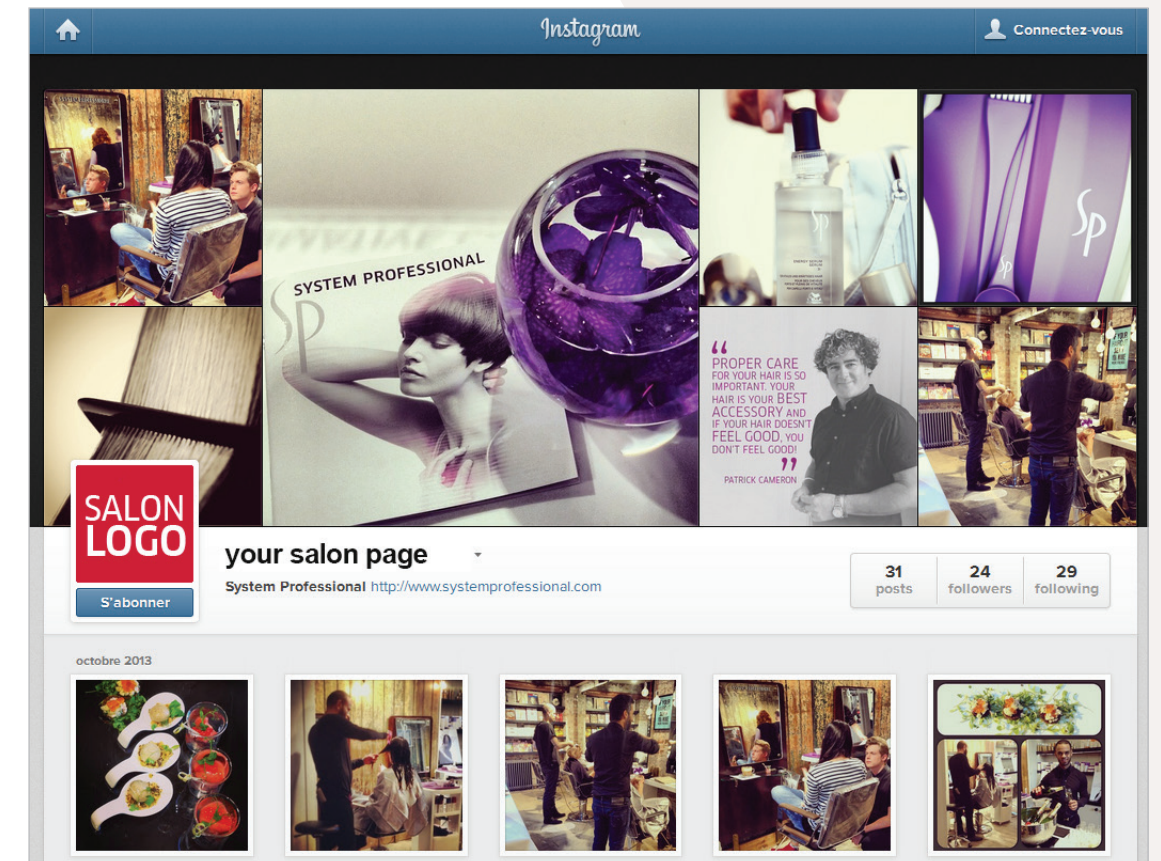 Instagram
Connectez-vous
SYSTEM PROFESSIONAL
SP
SP
SP
SP
“
PROPER CARE
FOR YOUR HAIR IS SO
IMPORTANT. YOUR
HAIR IS YOUR BEST
ACCESSORY AND
IF YOUR HAIR DOESN'T
FEEL GOOD, YOU
DON'T FEEL GOOD!
”
PATRICK CAMERON
SALON
LOGO
S'abonner
your salon page
System Professional http://www.systemprofessional.com
31
posts
24
followers
29
following
octobre 2013